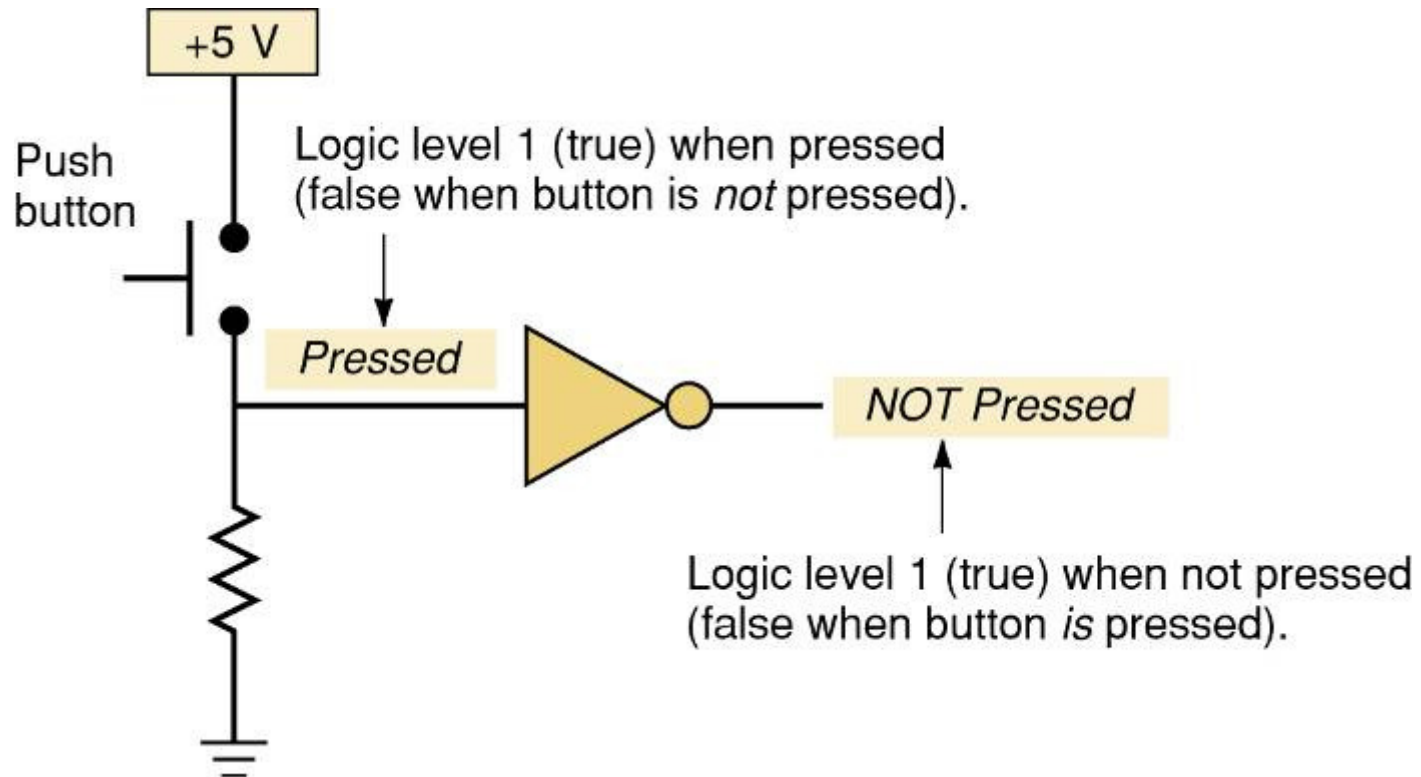 +5 V
Push
button
Logic level 1 (true) when pressed
(false when button is not pressed).
Pressed
NOT Pressed
Logic level 1 (true) when not pressed
(false when button is pressed).